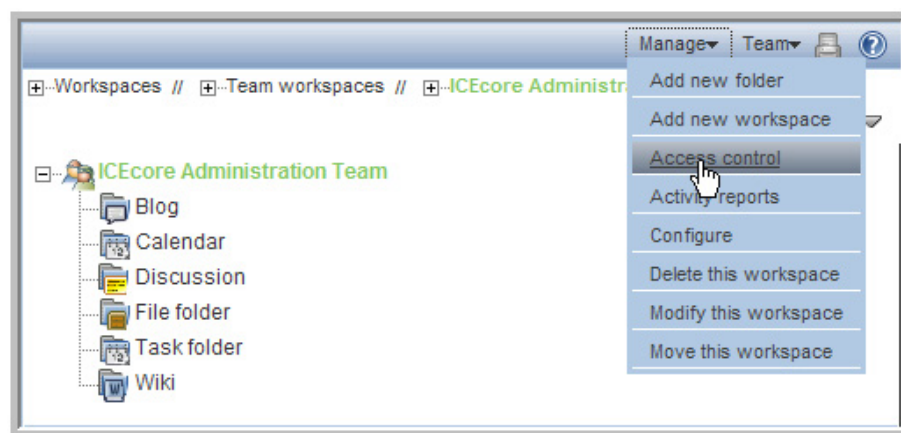 Manage Team
Workspaces // Team workspaces // ICEcore Administr
Add new folder
Add new workspace
Access control
Activity reports
Configure
Delete this workspace
Modify this workspace
Move this workspace
ICEcore Administration Team
Blog
Calendar
Discussion
File folder
Task folder
Wiki